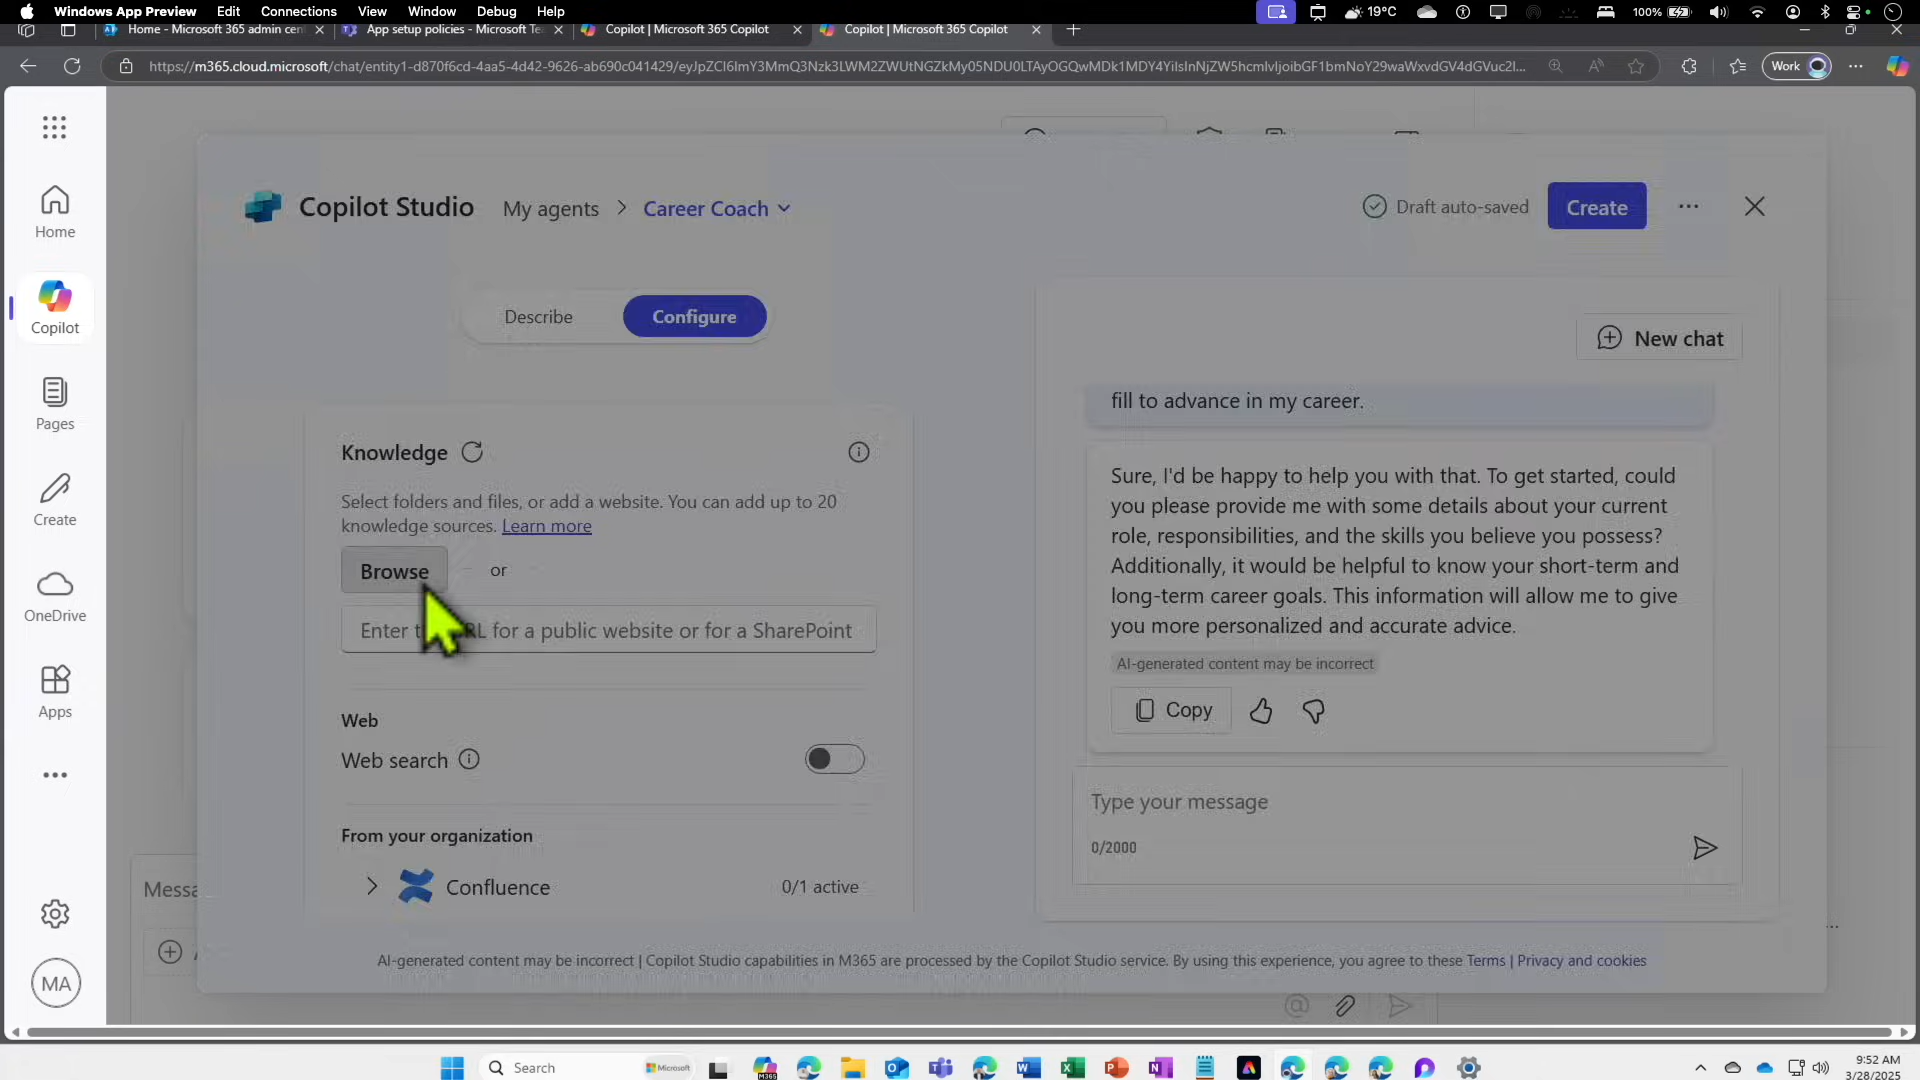 Windows App Preview Edit Connections View Window Debug Help 19°C 100%
Home - Microsoft 365 admin cen App setup policies - Microsoft Te Copilot | Microsoft 365 Copilot Copilot | Microsoft 365 Copilot
Work
Home
Copilot
Pages
Create
OneDrive
Apps
MA
Copilot Studio My agents > Career Coach
Draft auto-saved Create
Describe Configure
Knowledge
Select folders and files, or add a website. You can add up to 20
knowledge sources. Learn more
Browse or
Enter URL for a public website or for a SharePoint
Web
Web search
From your organization
Confluence 0/1 active
New chat
fill to advance in my career.
Sure, I'd be happy to help you with that. To get started, could
you please provide me with some details about your current
role, responsibilities, and the skills you believe you possess?
Additionally, it would be helpful to know your short-term and
long-term career goals. This information will allow me to give
you more personalized and accurate advice.
AI-generated content may be incorrect
Copy
Type your message
0/2000
Messa
AI-generated content may be incorrect | Copilot Studio capabilities in M365 are processed by the Copilot Studio service. By using this experience, you agree to these Terms | Privacy and cookies
Search Microsoft M365
9:52 AM
3/28/2025